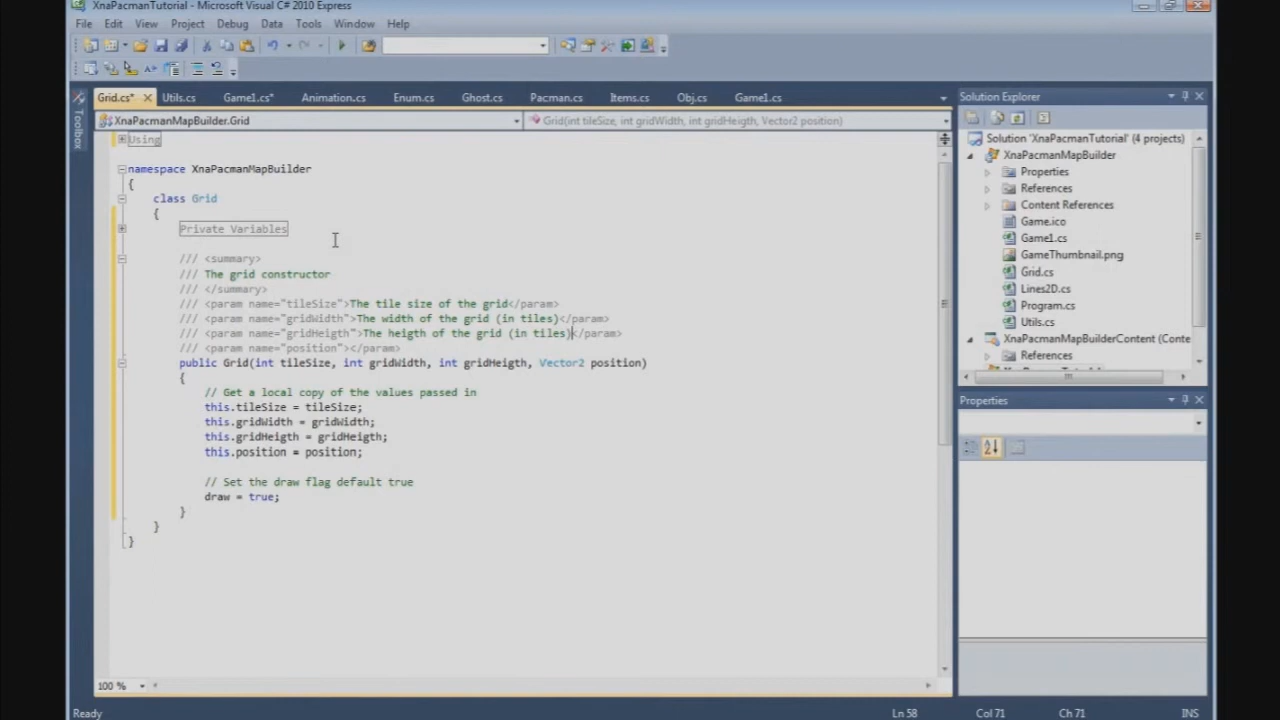 XnaPacmanTutorial - Microsoft Visual C# 2010 Express
File Edit View Project Debug Data Tools Window Help
Grid.cs* Utils.cs Game1.cs* Animation.cs Enum.cs Ghost.cs Pacman.cs Items.cs Obj.cs Game1.cs
XnaPacmanMapBuilder.Grid
Grid(int tileSize, int gridWidth, int gridHeigth, Vector2 position)
Toolbox
Using
namespace XnaPacmanMapBuilder
{
class Grid
{
Private Variables
/// <summary>
/// The grid constructor
/// </summary>
/// <param name="tileSize">The tile size of the grid</param>
/// <param name="gridWidth">The width of the grid (in tiles)</param>
/// <param name="gridHeigth">The heigth of the grid (in tiles)</param>
/// <param name="position"></param>
public Grid(int tileSize, int gridWidth, int gridHeigth, Vector2 position)
{
// Get a local copy of the values passed in
this.tileSize = tileSize;
this.gridWidth = gridWidth;
this.gridHeigth = gridHeigth;
this.position = position;
// Set the draw flag default true
draw = true;
}
}
}
100 %
Solution Explorer
Solution 'XnaPacmanTutorial' (4 projects)
XnaPacmanMapBuilder
Properties
References
Content References
Game.ico
Game1.cs
GameThumbnail.png
Grid.cs
Lines2D.cs
Program.cs
Utils.cs
XnaPacmanMapBuilderContent (Conte
References
Properties
Ready Ln 58 Col 71 Ch 71 INS